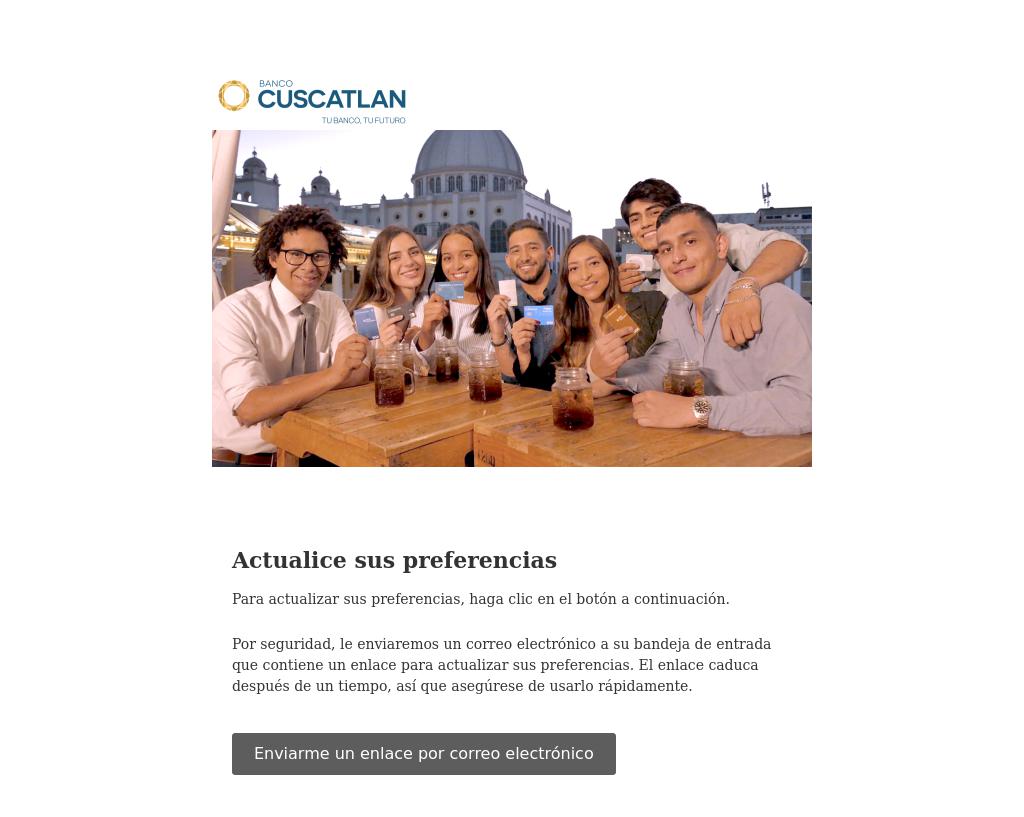 BANCO
CUSCATLAN
TU BANCO, TU FUTURO
Actualice sus preferencias
Para actualizar sus preferencias, haga clic en el botón a continuación.
Por seguridad, le enviaremos un correo electrónico a su bandeja de entrada
que contiene un enlace para actualizar sus preferencias. El enlace caduca
después de un tiempo, así que asegúrese de usarlo rápidamente.
Enviarme un enlace por correo electrónico